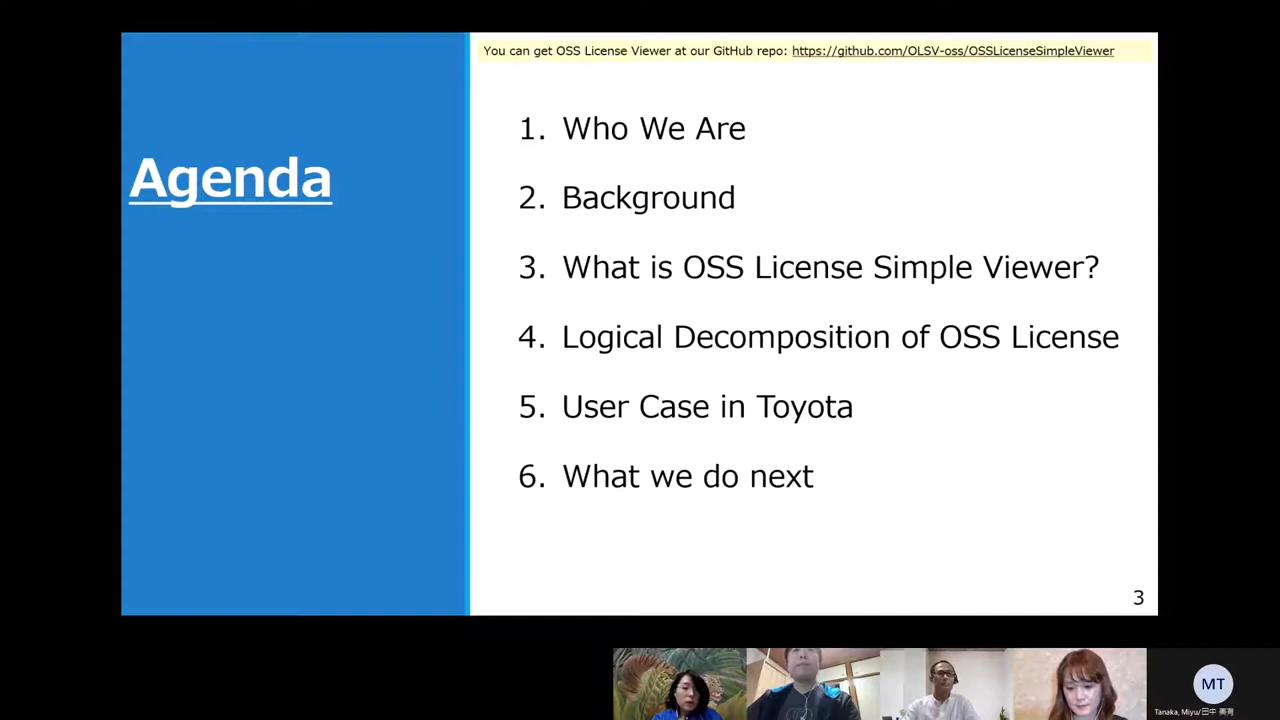 You can get OSS License Viewer at our GitHub repo: https://github.com/OLSV-oss/OSSLicenseSimpleViewer
Agenda
1. Who We Are
2. Background
3. What is OSS License Simple Viewer?
4. Logical Decomposition of OSS License
5. User Case in Toyota
6. What we do next
3
MT
Tanaka, Miyu/田中 美有